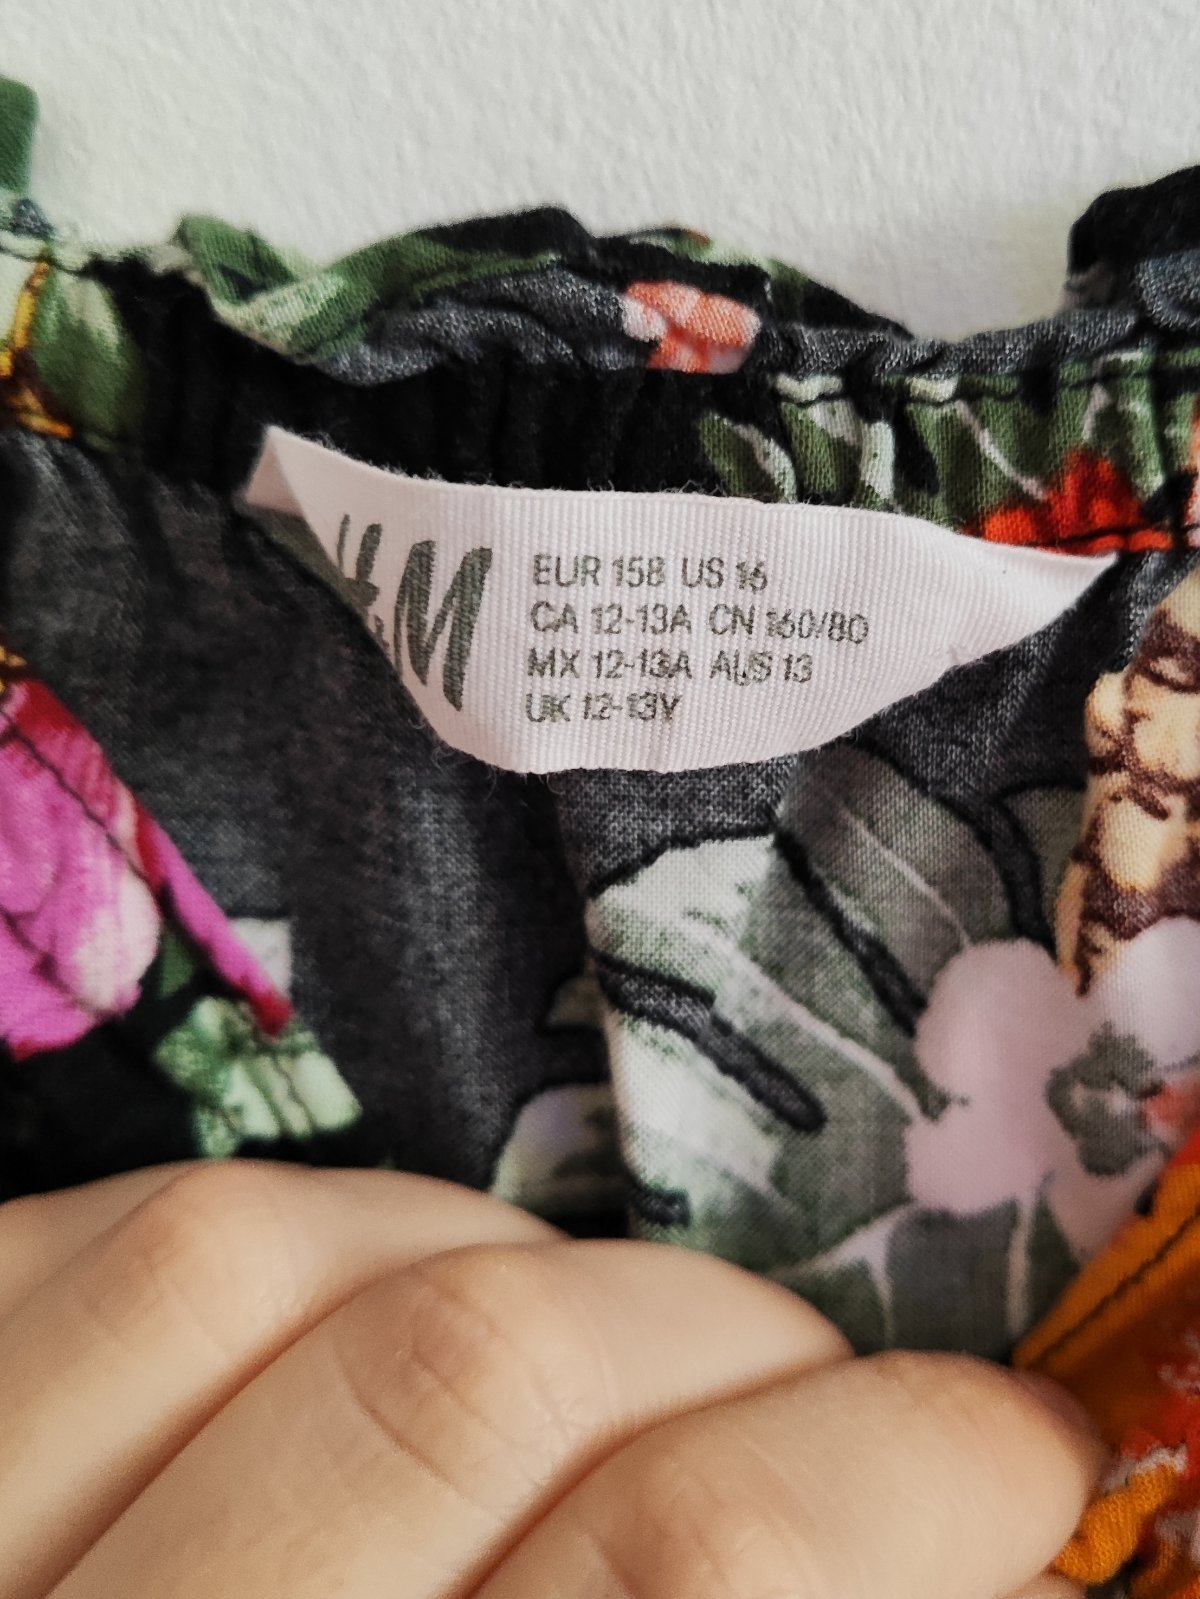 H&M
EUR 158 US 16
CA 12-13A CN 160/80
MX 12-13A AUS 13
UK 12-13Y